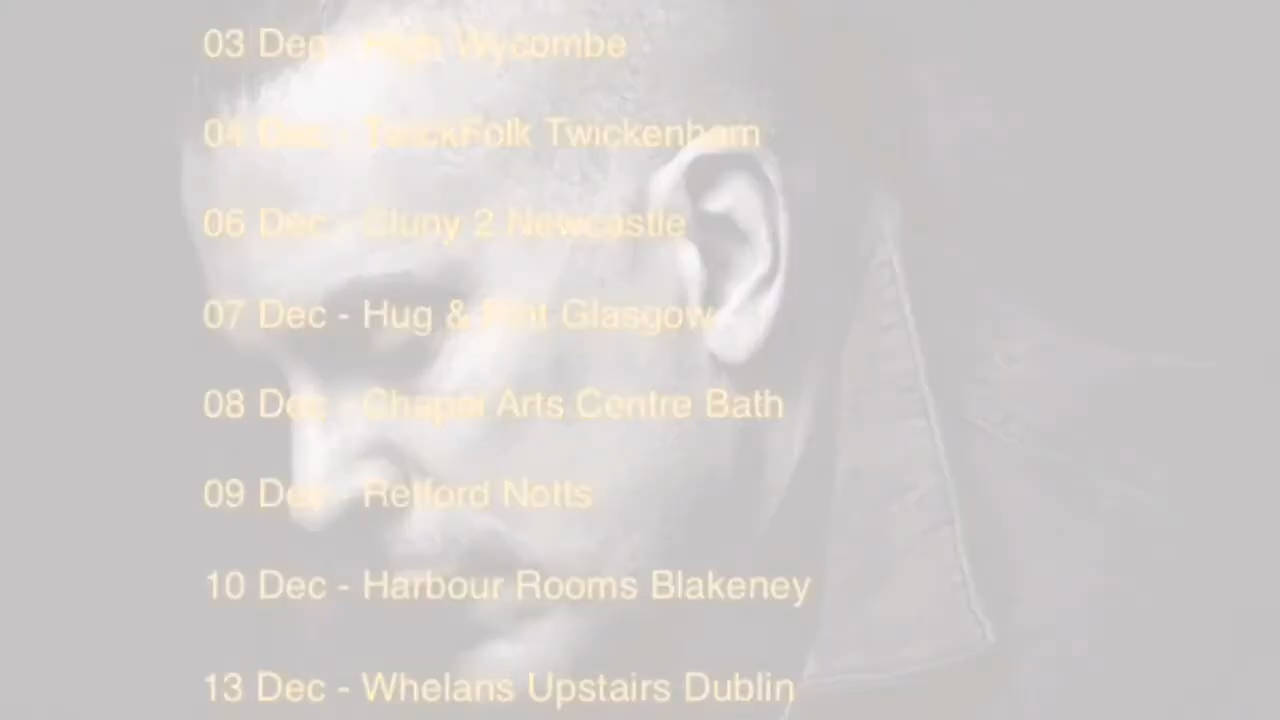 03 Dec - High Wycombe
04 Dec - TwickFolk Twickenham
06 Dec - Cluny 2 Newcastle
07 Dec - Hug & Pint Glasgow
08 Dec - Chapel Arts Centre Bath
09 Dec - Retford Notts
10 Dec - Harbour Rooms Blakeney
13 Dec - Whelans Upstairs Dublin